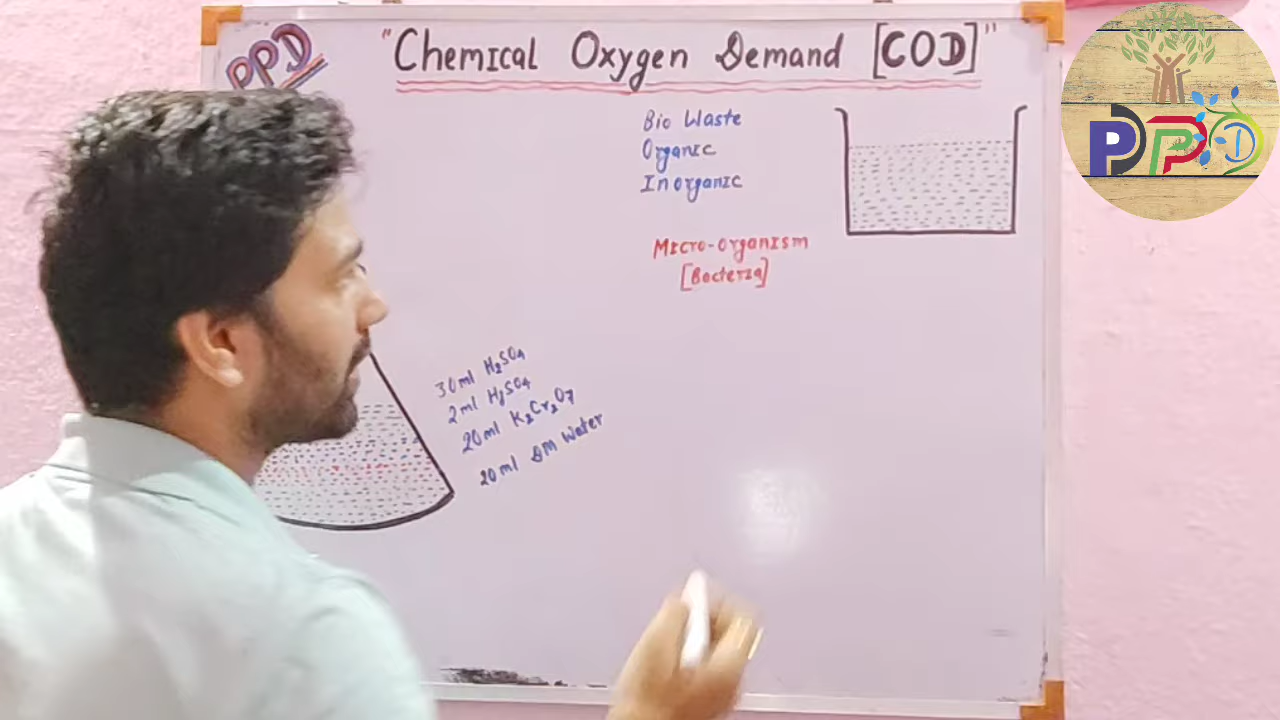 PPD
"Chemical Oxygen Demand [COD]"
Bio Waste
Organic
Inorganic
Micro-organism
[Bacteria]
30ml H₂SO₄
2ml H₂SO₄
20ml K₂Cr₂O₇
20ml DM Water
PPD